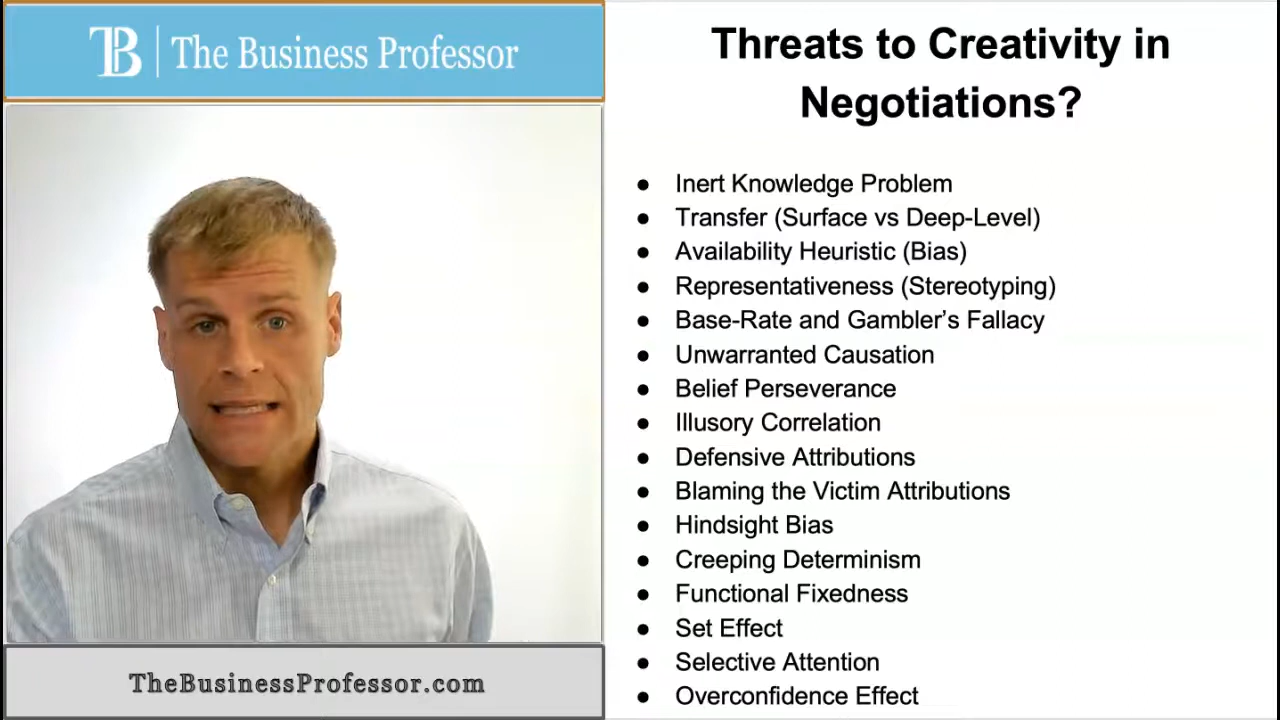 TB | The Business Professor
Threats to Creativity in
Negotiations?
● Inert Knowledge Problem
● Transfer (Surface vs Deep-Level)
● Availability Heuristic (Bias)
● Representativeness (Stereotyping)
● Base-Rate and Gambler’s Fallacy
● Unwarranted Causation
● Belief Perseverance
● Illusory Correlation
● Defensive Attributions
● Blaming the Victim Attributions
● Hindsight Bias
● Creeping Determinism
● Functional Fixedness
● Set Effect
● Selective Attention
● Overconfidence Effect
TheBusinessProfessor.com